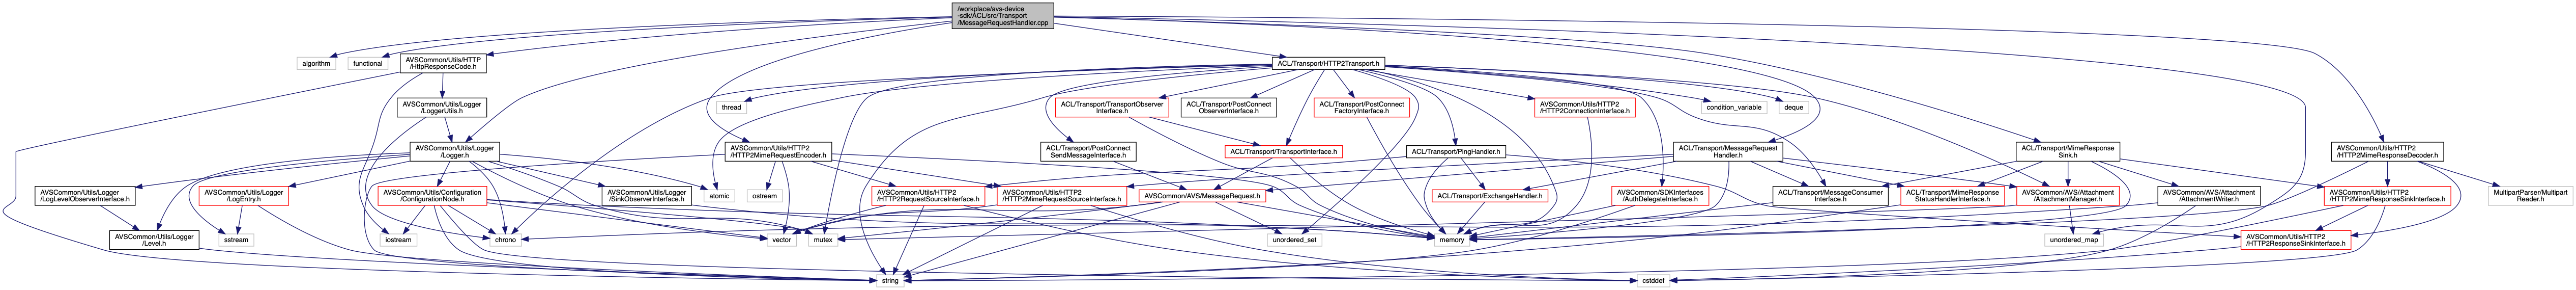 /workplace/avs-device
-sdk/ACL/src/Transport
/MessageRequestHandler.cpp
algorithm
functional
AVSCommon/Utils/HTTP
/HttpResponseCode.h
ACL/Transport/HTTP2Transport.h
AVSCommon/Utils/Logger
/LoggerUtils.h
thread
ACL/Transport/TransportObserver
Interface.h
ACL/Transport/PostConnect
ObserverInterface.h
ACL/Transport/PostConnect
FactoryInterface.h
AVSCommon/Utils/HTTP2
/HTTP2ConnectionInterface.h
condition_variable
deque
AVSCommon/Utils/Logger
/Logger.h
AVSCommon/Utils/HTTP2
/HTTP2MimeRequestEncoder.h
ACL/Transport/PostConnect
SendMessageInterface.h
ACL/Transport/TransportInterface.h
ACL/Transport/PingHandler.h
ACL/Transport/MessageRequest
Handler.h
ACL/Transport/MimeResponse
Sink.h
AVSCommon/Utils/HTTP2
/HTTP2MimeResponseDecoder.h
AVSCommon/Utils/Logger
/LogLevelObserverInterface.h
AVSCommon/Utils/Logger
/LogEntry.h
AVSCommon/Utils/Configuration
/ConfigurationNode.h
AVSCommon/Utils/Logger
/SinkObserverInterface.h
atomic
ostream
AVSCommon/Utils/HTTP2
/HTTP2RequestSourceInterface.h
AVSCommon/Utils/HTTP2
/HTTP2MimeRequestSourceInterface.h
AVSCommon/AVS/MessageRequest.h
ACL/Transport/ExchangeHandler.h
AVSCommon/SDKInterfaces
/AuthDelegateInterface.h
ACL/Transport/MessageConsumer
Interface.h
ACL/Transport/MimeResponse
StatusHandlerInterface.h
AVSCommon/AVS/Attachment
/AttachmentManager.h
AVSCommon/AVS/Attachment
/AttachmentWriter.h
AVSCommon/Utils/HTTP2
/HTTP2MimeResponseSinkInterface.h
MultipartParser/Multipart
Reader.h
AVSCommon/Utils/Logger
/Level.h
sstream
iostream
chrono
vector
mutex
unordered_set
memory
unordered_map
AVSCommon/Utils/HTTP2
/HTTP2ResponseSinkInterface.h
string
cstddef